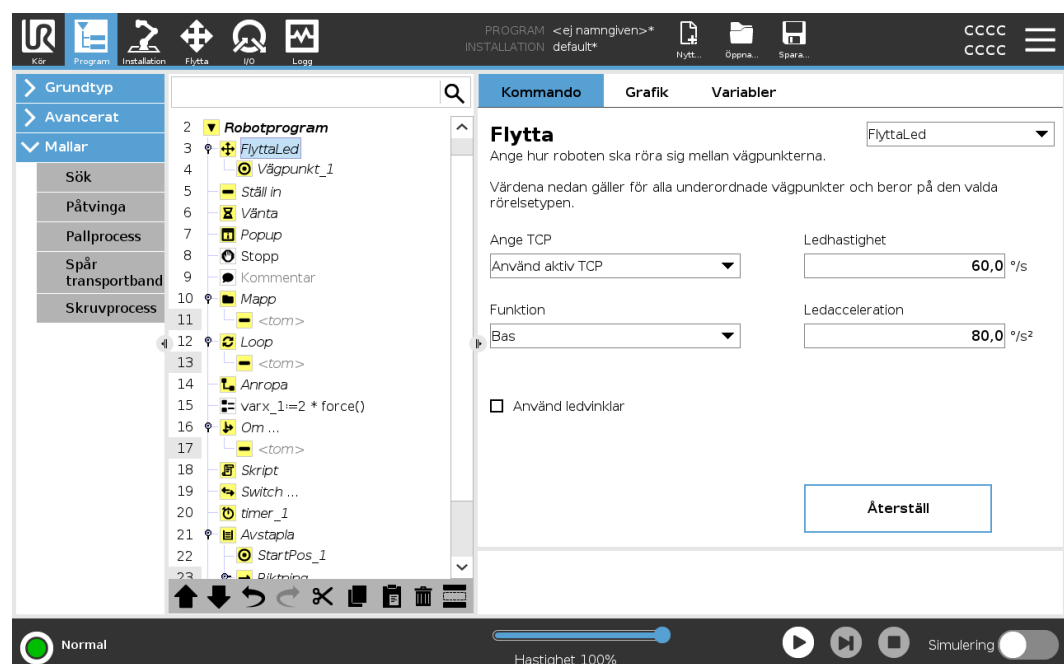 PROGRAM <ej namngiven>*
INSTALLATION default*
CCCC
CCCC
Kör
Program
Installation
Flytta
I/O
Logg
Nytt...
Öppna...
Spara...
Grundtyp
Avancerat
Mallar
Sök
Påtvinga
Pallprocess
Spår
transportband
Skruvprocess
2 Robotprogram
3 FlyttaLed
4 Vägpunkt_1
5 Ställ in
6 Vänta
7 Popup
8 Stopp
9 Kommentar
10 Mapp
11 <tom>
12 Loop
13 <tom>
14 Anropa
15 varx_1:=2 * force()
16 Om ...
17 <tom>
18 Skript
19 Switch ...
20 timer_1
21 Avstapla
22 StartPos_1
23 Riktning
Kommando
Grafik
Variabler
Flytta
FlyttaLed
Ange hur roboten ska röra sig mellan vägpunkterna.
Värdena nedan gäller för alla underordnade vägpunkter och beror på den valda
rörelsetypen.
Ange TCP
Ledhastighet
Använd aktiv TCP
60,0 °/s
Funktion
Ledacceleration
Bas
80,0 °/s²
Använd ledvinklar
Återställ
Normal
Hastighet 100%
Simulering